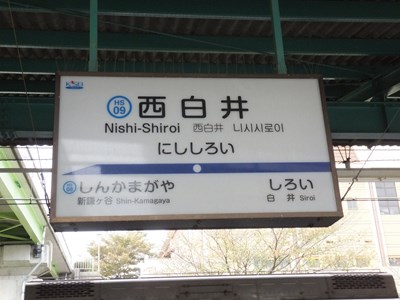 HS
09
西白井
Nishi-Shiroi 西白井 니시시로이
にししろい
しんかまがや しろい
新鎌ヶ谷 Shin-Kamagaya 白井 Siroi